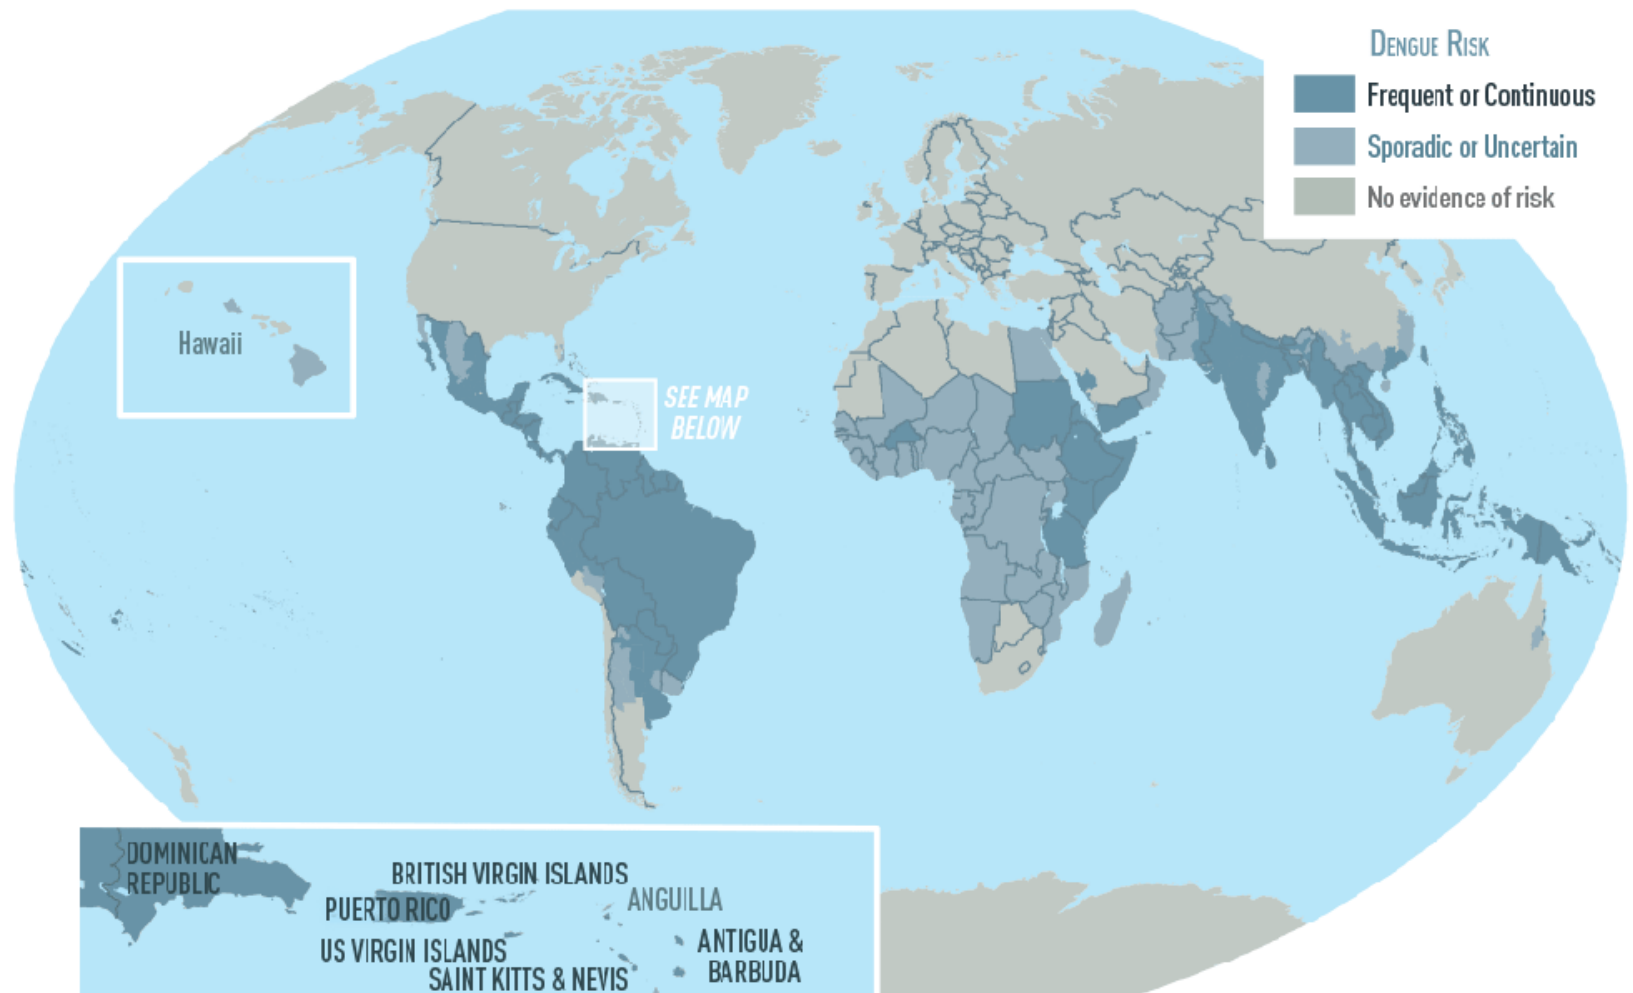 DENGUE RISK
Frequent or Continuous
Sporadic or Uncertain
No evidence of risk
Hawaii
SEE MAP
BELOW
DOMINICAN
REPUBLIC
BRITISH VIRGIN ISLANDS
ANGUILLA
PUERTO RICO
US VIRGIN ISLANDS
ANTIGUA &
BARBUDA
SAINT KITTS & NEVIS